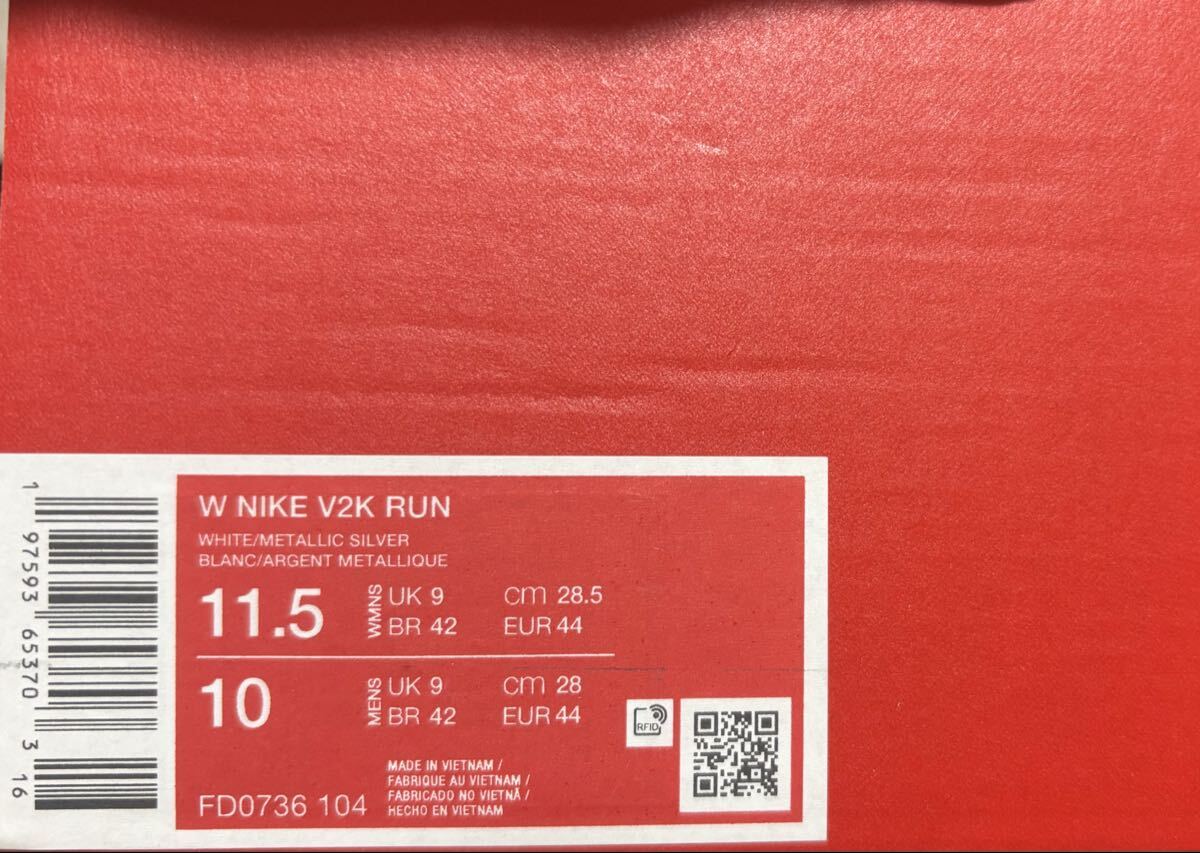 W NIKE V2K RUN
WHITE/METALLIC SILVER
BLANC/ARGENT METALLIQUE
11.5 WMNS UK 9 cm 28.5
BR 42 EUR 44
10 MENS UK 9 cm 28
BR 42 EUR 44
RFID
MADE IN VIETNAM /
FABRIQUE AU VIETNAM /
FABRICADO NO VIETNÃ /
HECHO EN VIETNAM
FD0736 104
1 97593 65370 3 16